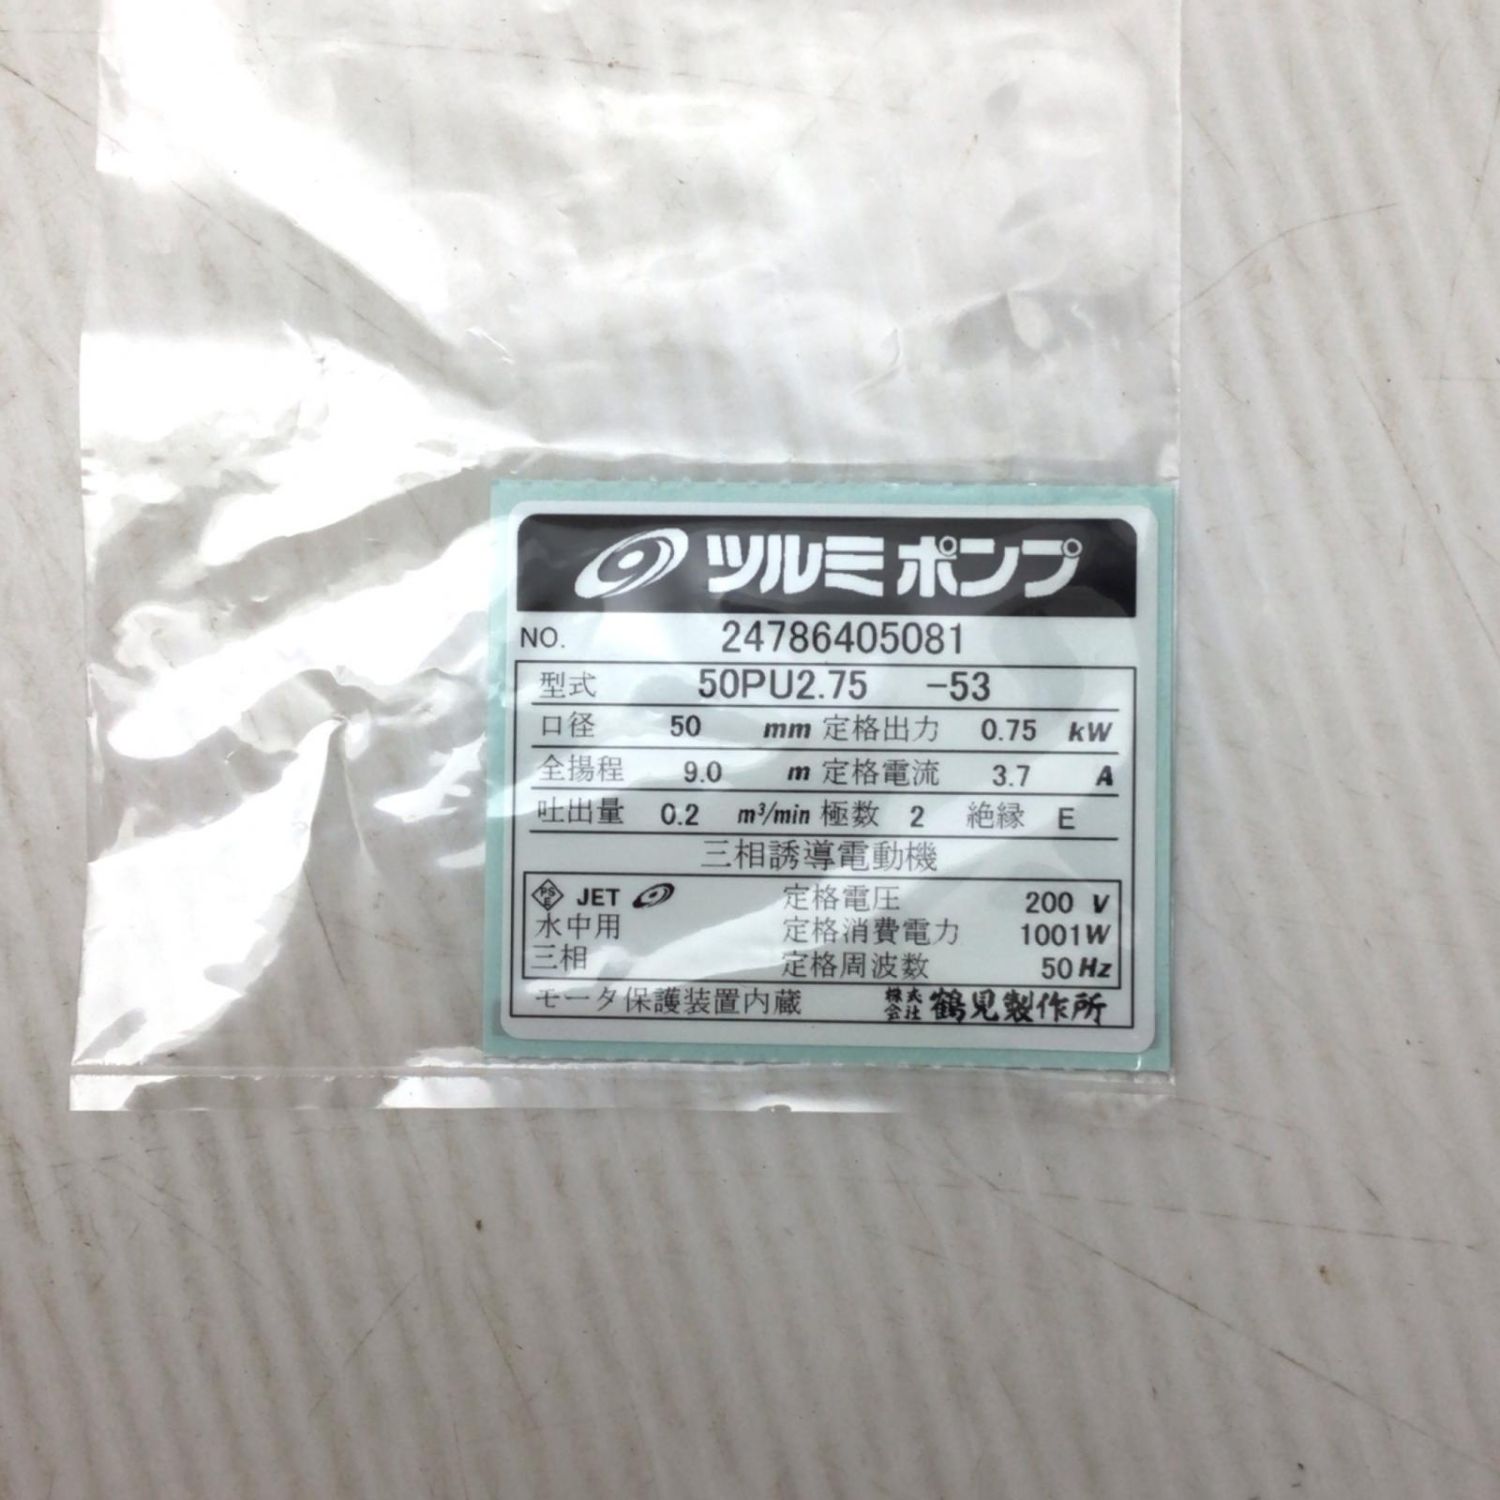 ツルミポンプ
NO. 24786405081
型式 50PU2.75 -53
口径 50 mm 定格出力 0.75 kW
全揚程 9.0 m 定格電流 3.7 A
吐出量 0.2 m³/min 極数 2 絶縁 E
三相誘導電動機
PSE JET 定格電圧 200 V
水中用 定格消費電力 1001W
三相 定格周波数 50 Hz
モータ保護装置内蔵 株式会社 鶴見製作所